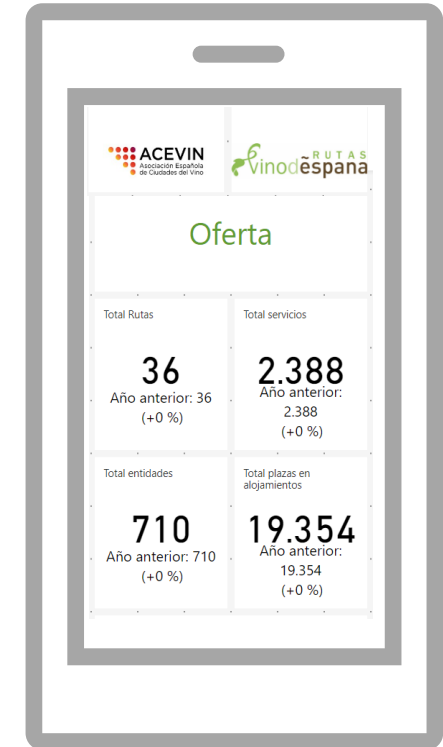 ACEVIN
Asociación Española
de Ciudades del Vino
RUTAS
vinodespaña
Oferta
Total Rutas
36
Año anterior: 36
(+0 %)
Total servicios
2.388
Año anterior:
2.388
(+0 %)
Total entidades
710
Año anterior: 710
(+0 %)
Total plazas en
alojamientos
19.354
Año anterior:
19.354
(+0 %)